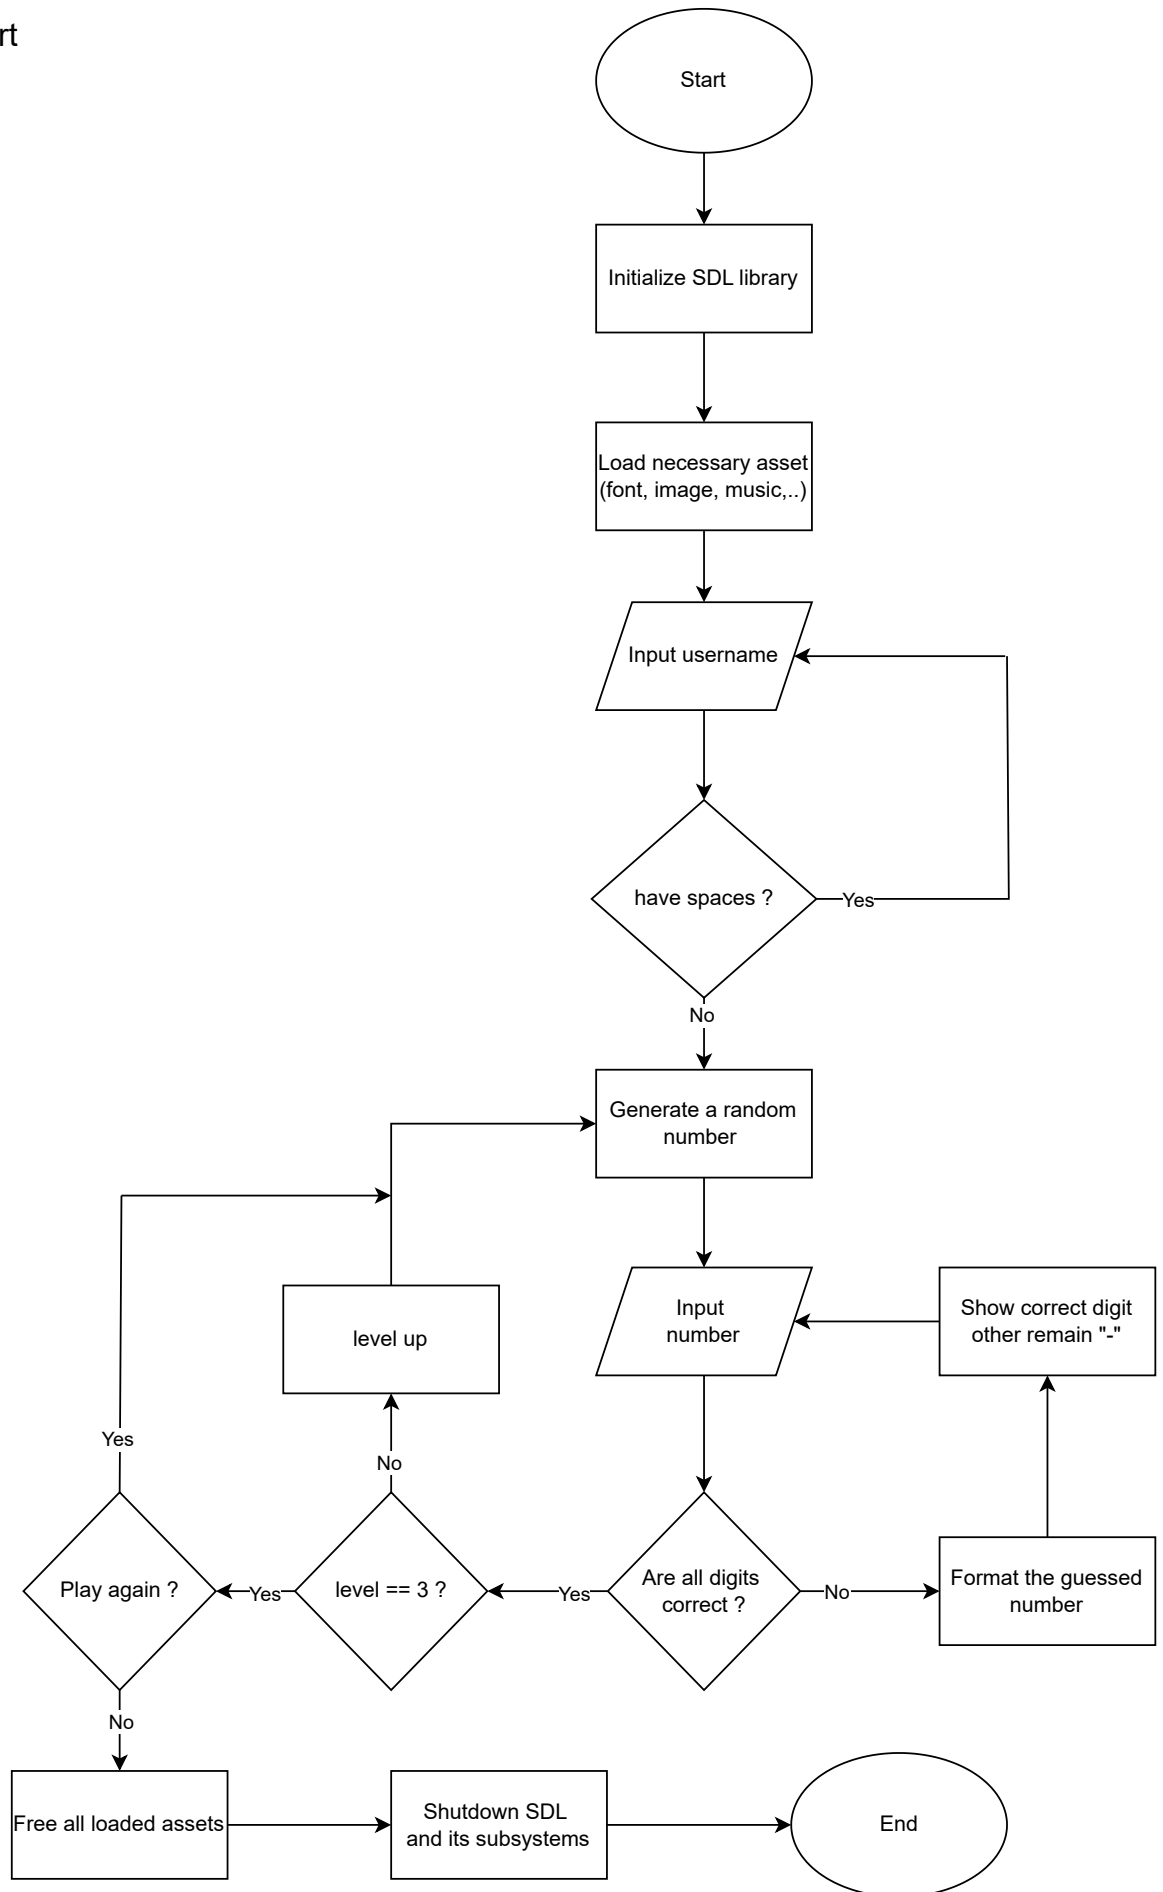 rt
Start
Initialize SDL library
Load necessary asset
(font, image, music,..)
Input username
have spaces ?
Yes
No
Generate a random
number
Input
number
Show correct digit
other remain "-"
level up
Yes
No
Play again ?
Yes
level == 3 ?
Yes
Are all digits
correct ?
No
Format the guessed
number
No
Free all loaded assets
Shutdown SDL
and its subsystems
End